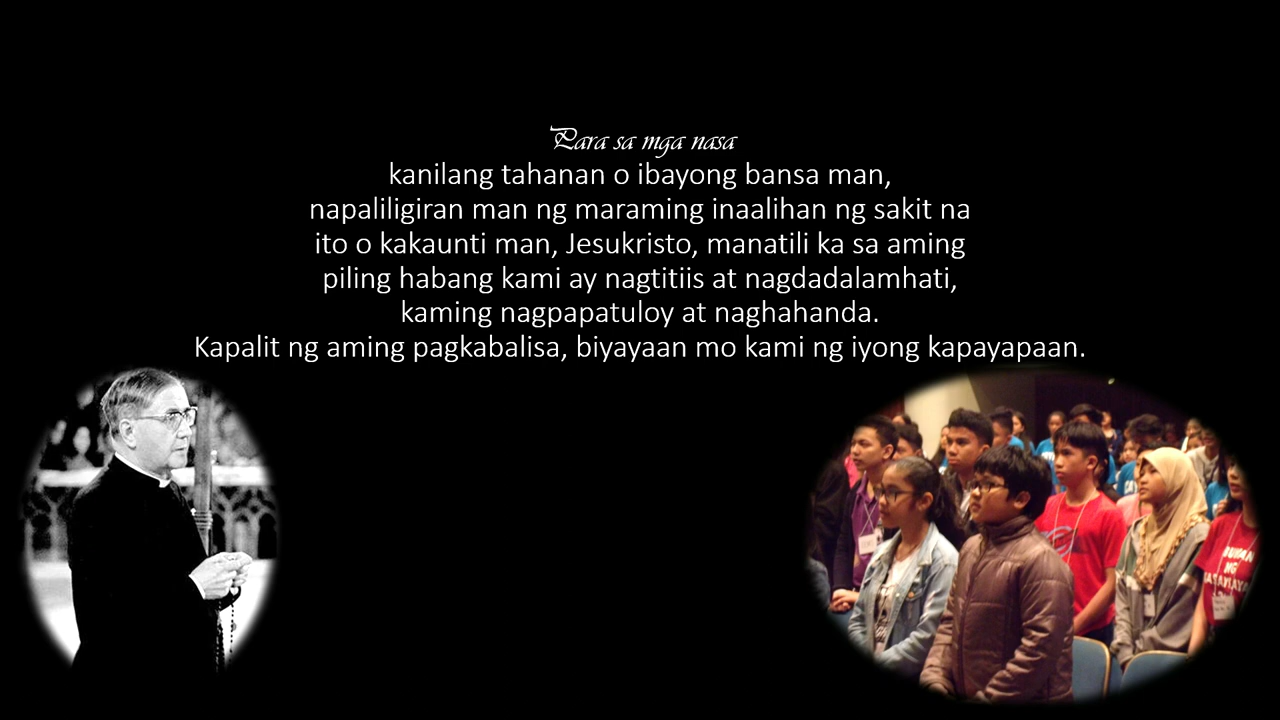 Para sa mga nasa
kanilang tahanan o ibayong bansa man,
napaliligiran man ng maraming inaalihan ng sakit na
ito o kakaunti man, Jesukristo, manatili ka sa aming
piling habang kami ay nagtitiis at nagdadalamhati,
kaming nagpapatuloy at naghahanda.
Kapalit ng aming pagkabalisa, biyayaan mo kami ng iyong kapayapaan.
NG